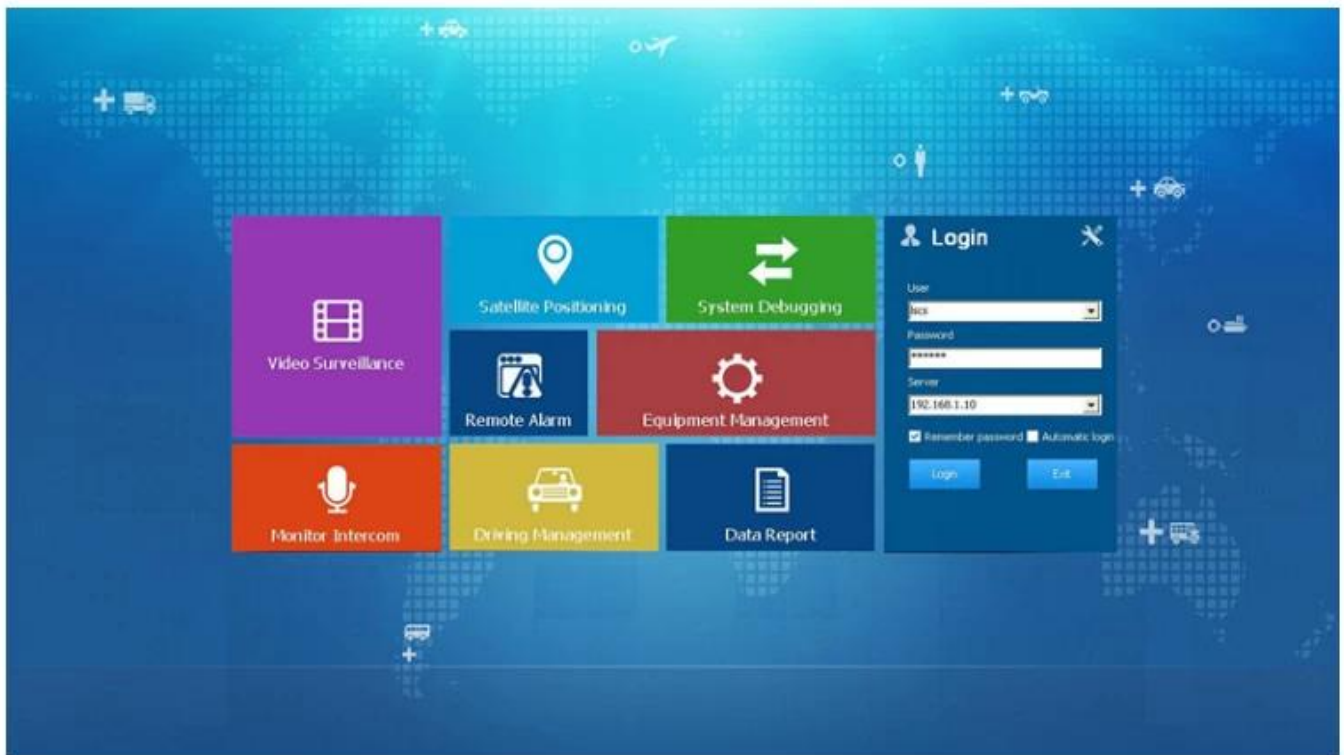 Video Surveillance
Satellite Positioning
System Debugging
Remote Alarm
Equipment Management
Monitor Intercom
Driving Management
Data Report
Login
User
Password
******
Server
192.168.1.10
Remember password
Automatic login
Login
Exit